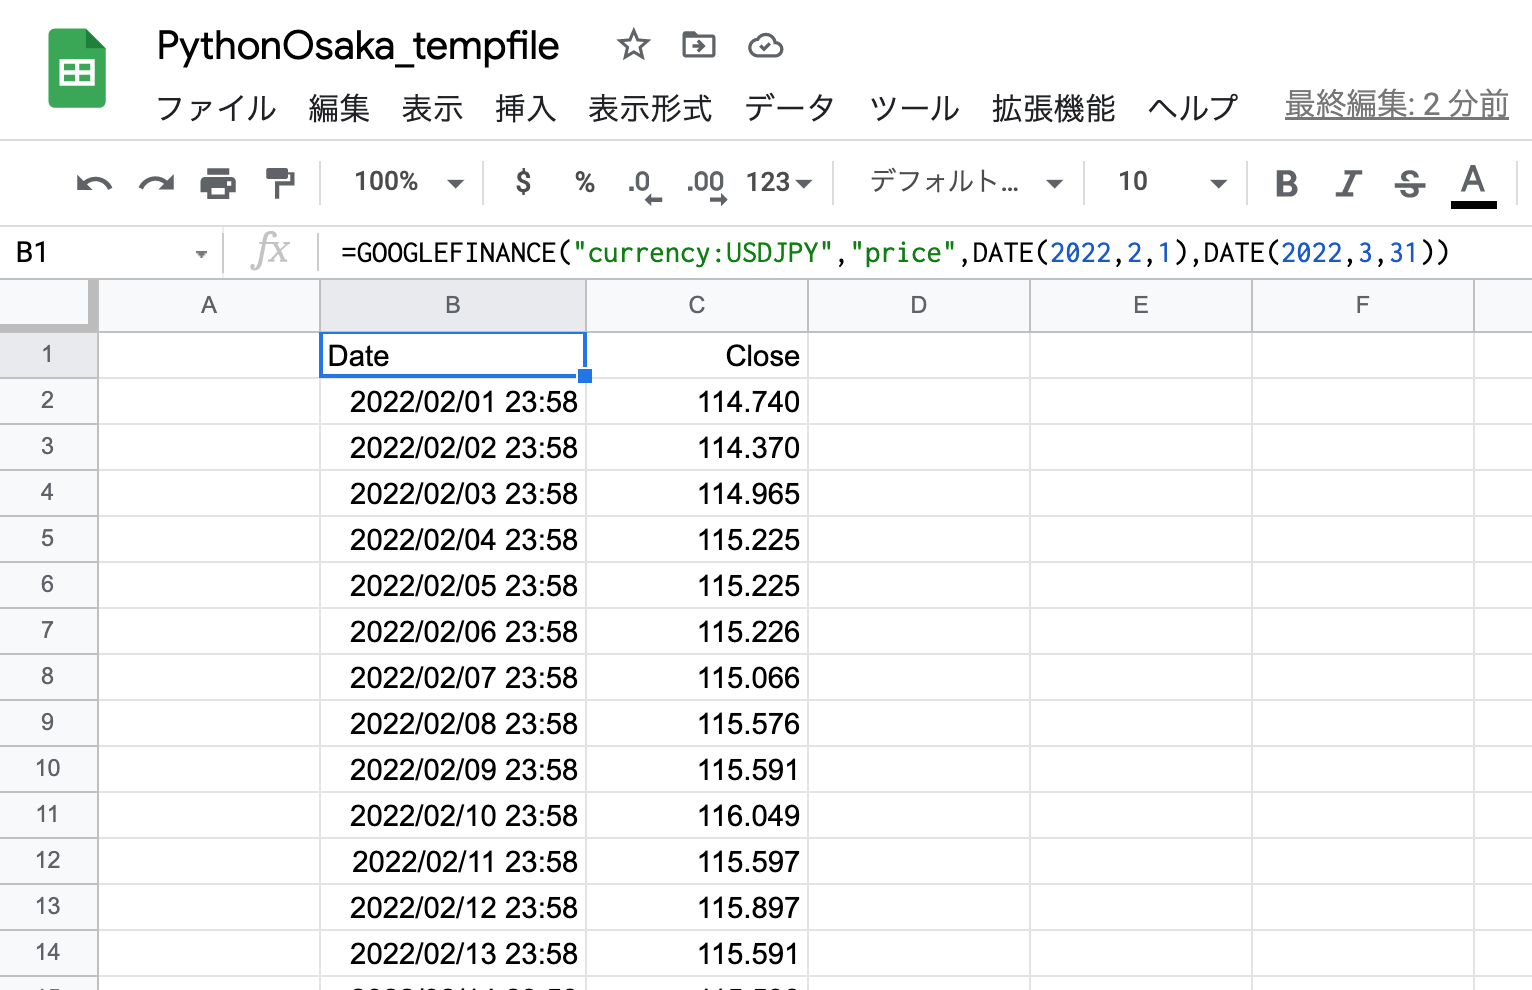 PythonOsaka_tempfile
ファイル 編集 表示 挿入 表示形式 データ ツール 拡張機能 ヘルプ 最終編集: 2 分前
100% $ % .0 .00 123 デフォルト... 10 B I S A
B1 fx =GOOGLEFINANCE("currency:USDJPY","price",DATE(2022,2,1),DATE(2022,3,31))
A B C D E F
1 Date Close
2 2022/02/01 23:58 114.740
3 2022/02/02 23:58 114.370
4 2022/02/03 23:58 114.965
5 2022/02/04 23:58 115.225
6 2022/02/05 23:58 115.225
7 2022/02/06 23:58 115.226
8 2022/02/07 23:58 115.066
9 2022/02/08 23:58 115.576
10 2022/02/09 23:58 115.591
11 2022/02/10 23:58 116.049
12 2022/02/11 23:58 115.597
13 2022/02/12 23:58 115.897
14 2022/02/13 23:58 115.591